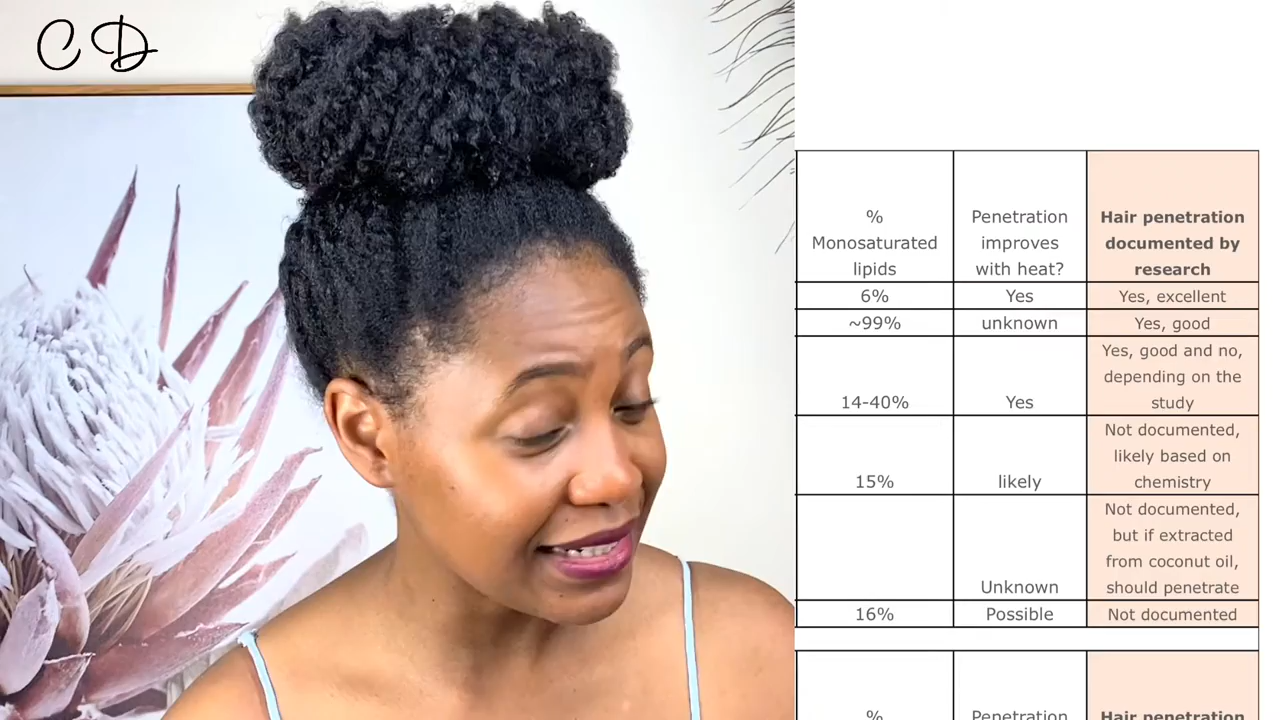 C D
%
Monosaturated
lipids
Penetration
improves
with heat?
Hair penetration
documented by
research
6%
Yes
Yes, excellent
~99%
unknown
Yes, good
14-40%
Yes
Yes, good and no,
depending on the
study
15%
likely
Not documented,
likely based on
chemistry
Unknown
Not documented,
but if extracted
from coconut oil,
should penetrate
16%
Possible
Not documented
%
Penetration
Hair penetration